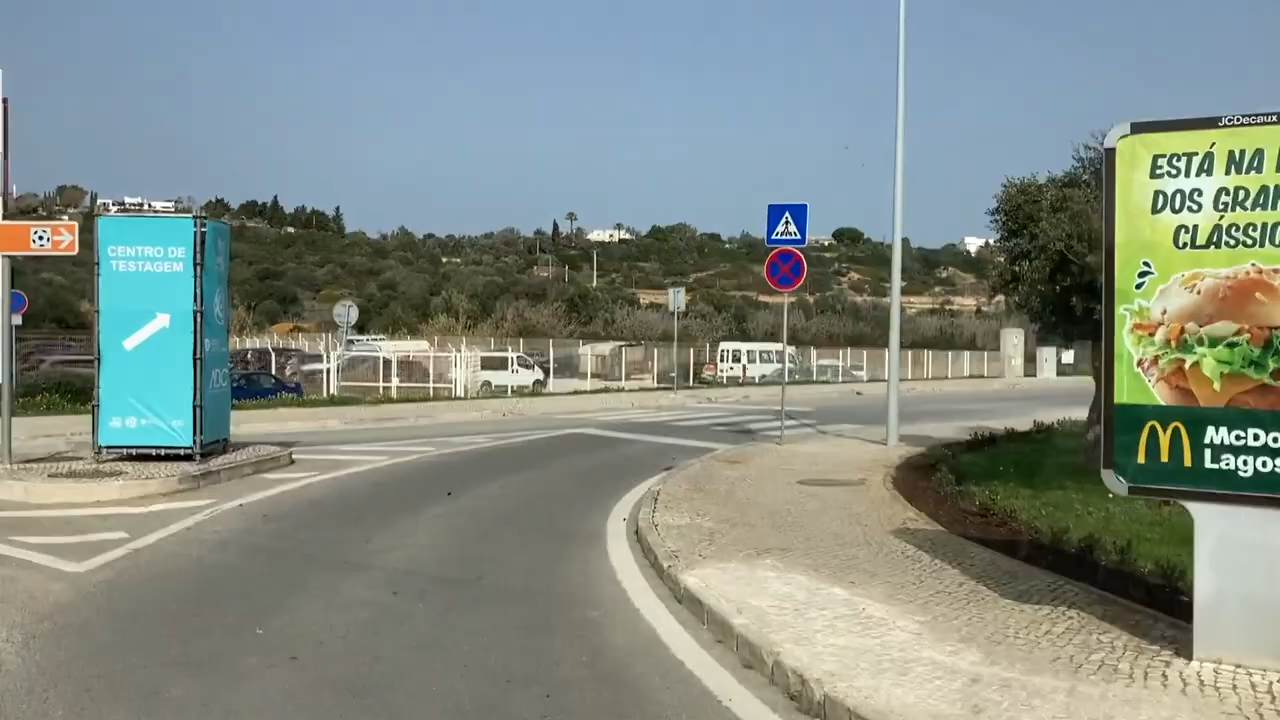 CENTRO DE
TESTAGEM
JCDecaux
ESTÁ NA
DOS GRAN
CLÁSSIC
McDo
Lagos